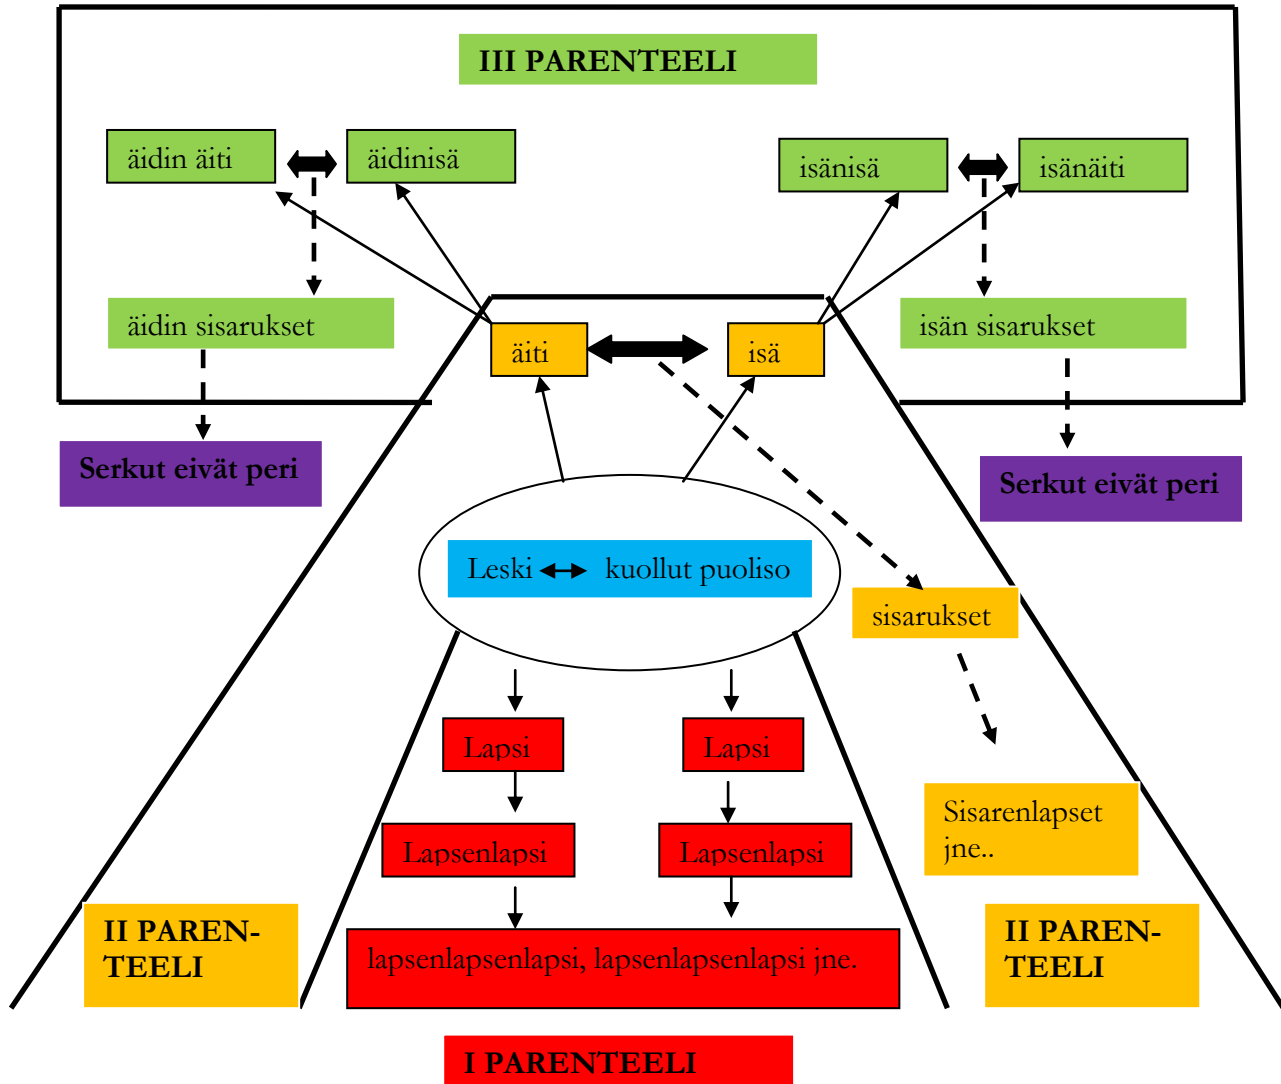 III PARENTEELI
äidin äiti
äidinisä
isänisä
isänäiti
äidin sisarukset
isän sisarukset
äiti
isä
Serkut eivät peri
Serkut eivät peri
Leski
kuollut puoliso
sisarukset
Lapsi
Lapsi
Sisarenlapset
jne..
Lapsenlapsi
Lapsenlapsi
II PAREN-
TEELI
II PAREN-
TEELI
lapsenlapsenlapsi, lapsenlapsenlapsi jne.
I PARENTEELI